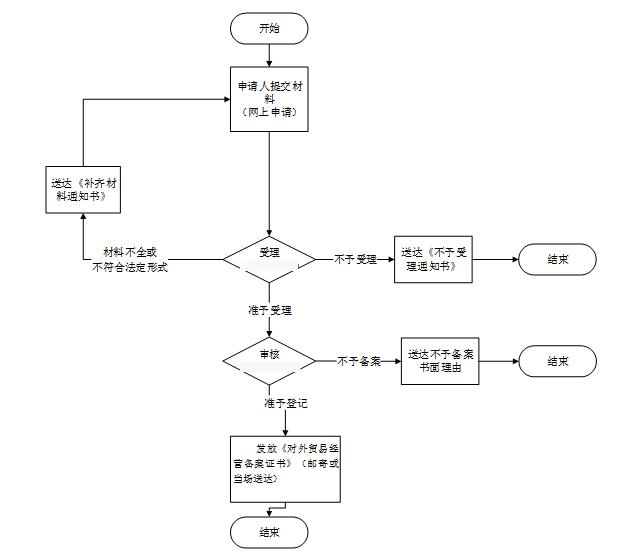 开始
申请人提交材
料
（网上申请）
送达《补齐材
料通知书》
材料不全或
不符合法定形式
受理
不予受理
送达《不予受
理通知书》
结束
准予受理
审核
不予备案
送达不予备案
书面理由
结束
准予登记
发放《对外贸易经
营备案证书》（邮寄或
当场送达）
结束